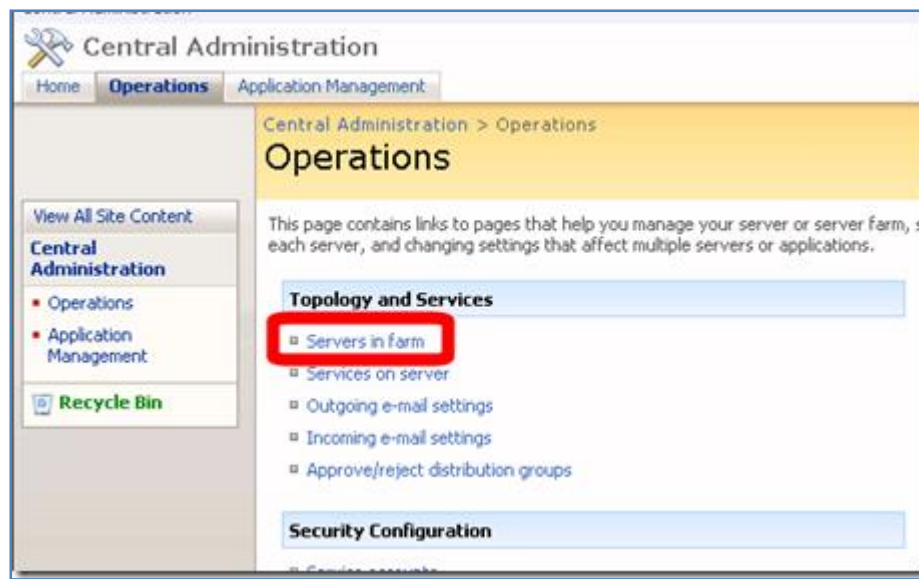 Central Administration
Home Operations Application Management
Central Administration > Operations
Operations
View All Site Content
Central
Administration
Operations
Application
Management
Recycle Bin
This page contains links to pages that help you manage your server or server farm,
each server, and changing settings that affect multiple servers or applications.
Topology and Services
Servers in farm
Services on server
Outgoing e-mail settings
Incoming e-mail settings
Approve/reject distribution groups
Security Configuration